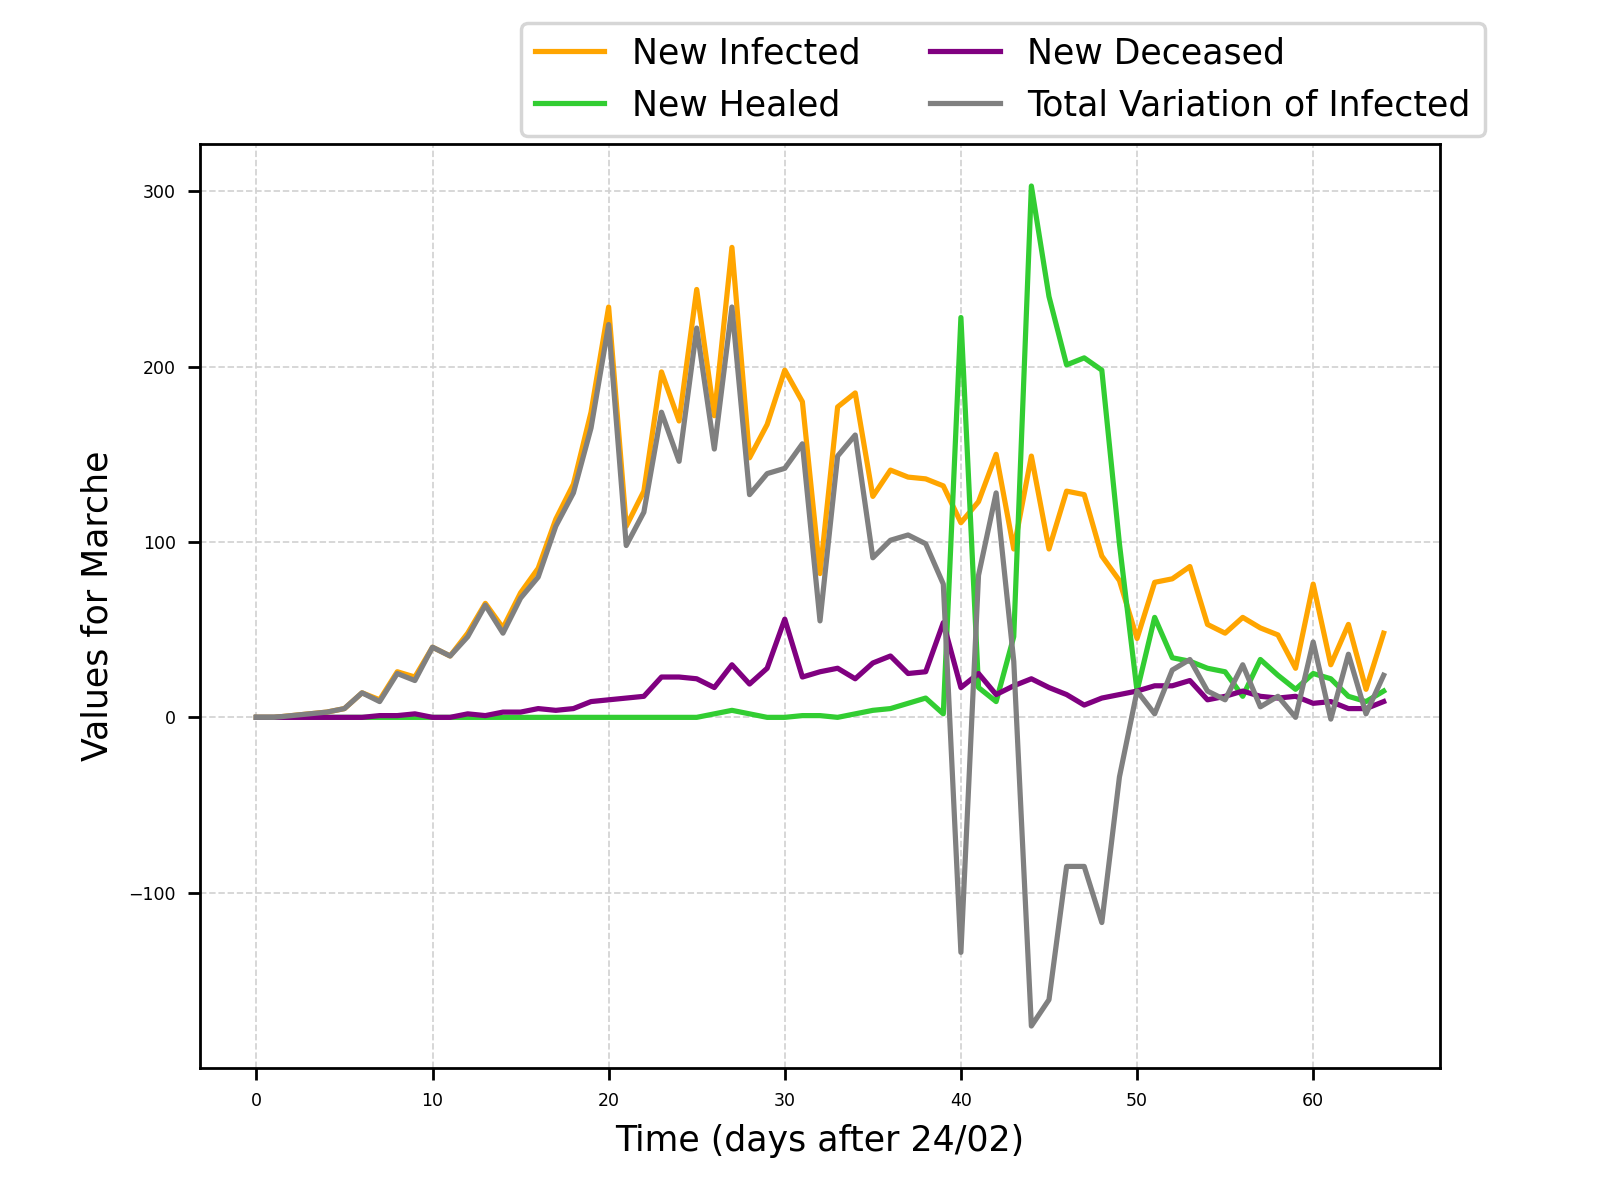 New Infected
New Healed
New Deceased
Total Variation of Infected
300
200
100
0
−100
Values for Marche
0 10 20 30 40 50 60
Time (days after 24/02)